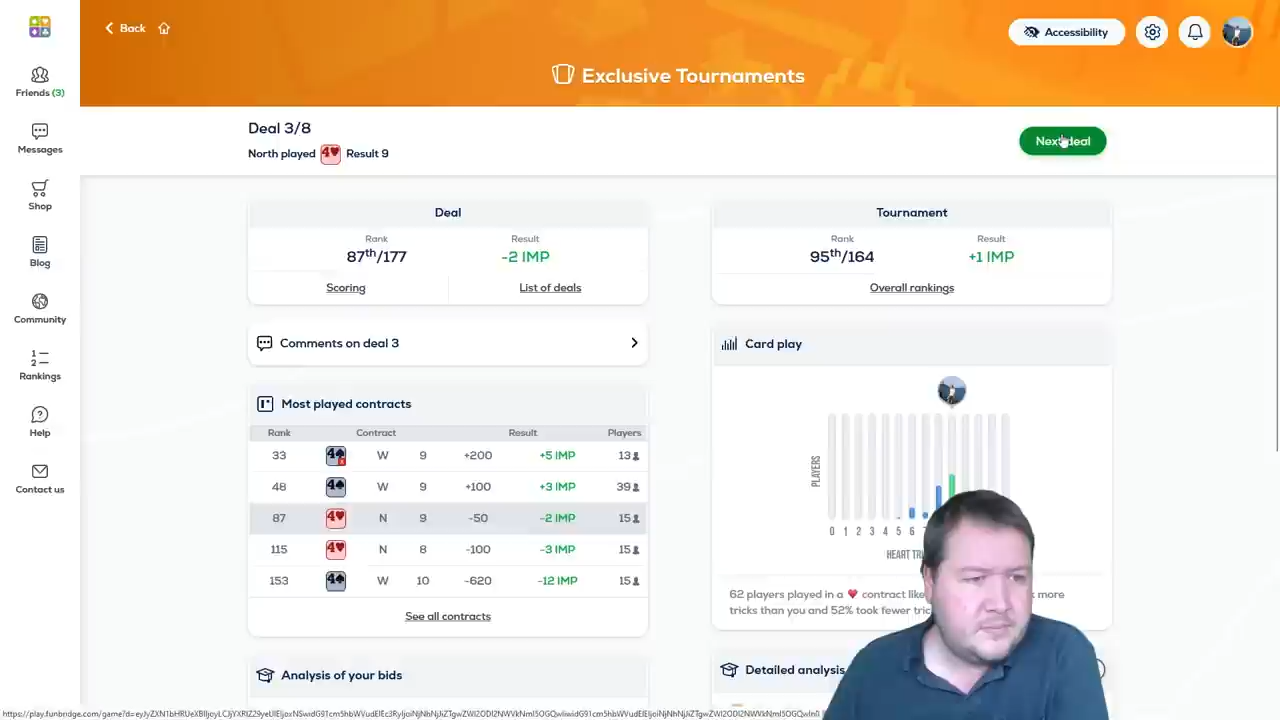 Back
Accessibility
Exclusive Tournaments
Friends (3)
Messages
Shop
Blog
Community
Rankings
Help
Contact us
Deal 3/8
North played 4♥ Result 9
Next deal
Deal
Rank Result
87th/177 -2 IMP
Scoring List of deals
Tournament
Rank Result
95th/164 +1 IMP
Overall rankings
Comments on deal 3
Most played contracts
Rank Contract Result Players
33 4♠ W 9 +200 +5 IMP 13
48 4♠ W 9 +100 +3 IMP 39
87 4♥ N 9 -50 -2 IMP 15
115 4♥ N 8 -100 -3 IMP 15
153 4♠ W 10 -620 -12 IMP 15
See all contracts
Analysis of your bids
Card play
PLAYERS
0 1 2 3 4 5 6
HEART
62 players played in a ♥ contract like more
tricks than you and 52% took fewer
Detailed analysis